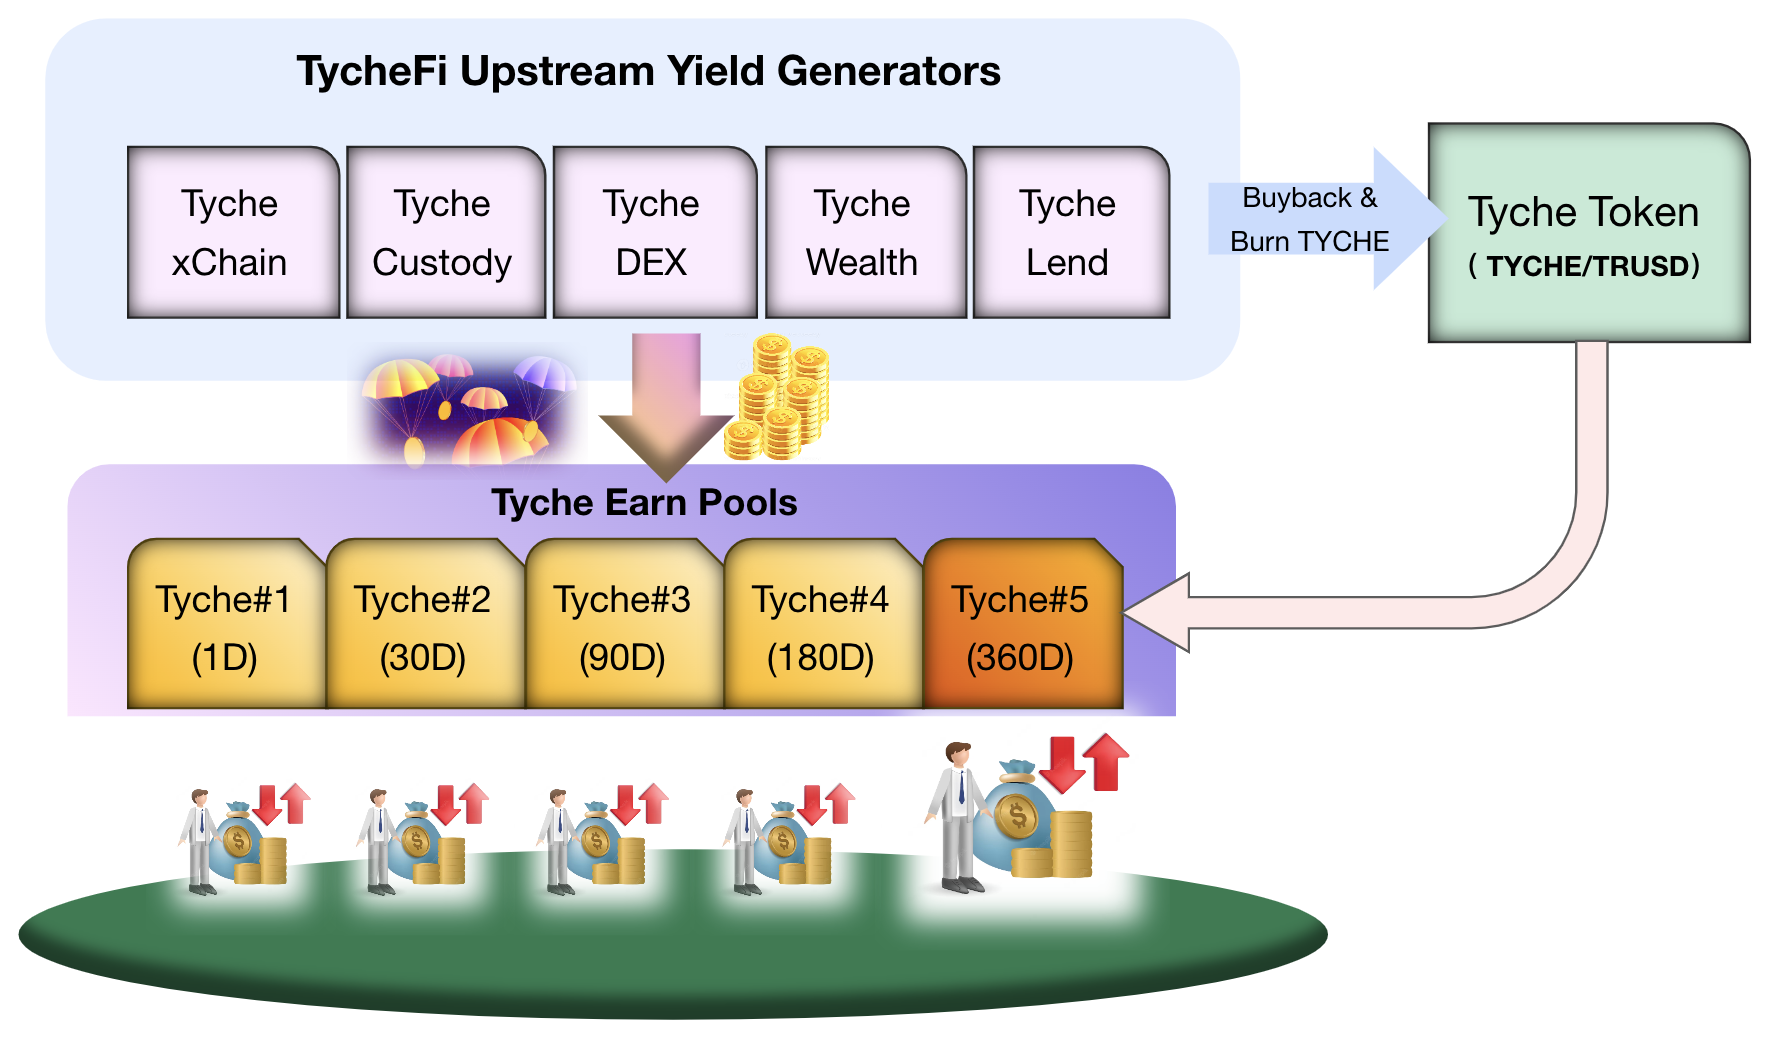 TycheFi Upstream Yield Generators
Tyche
xChain
Tyche
Custody
Tyche
DEX
Tyche
Wealth
Tyche
Lend
Buyback &
Burn TYCHE
Tyche Token
( TYCHE/TRUSD)
Tyche Earn Pools
Tyche#1
(1D)
Tyche#2
(30D)
Tyche#3
(90D)
Tyche#4
(180D)
Tyche#5
(360D)